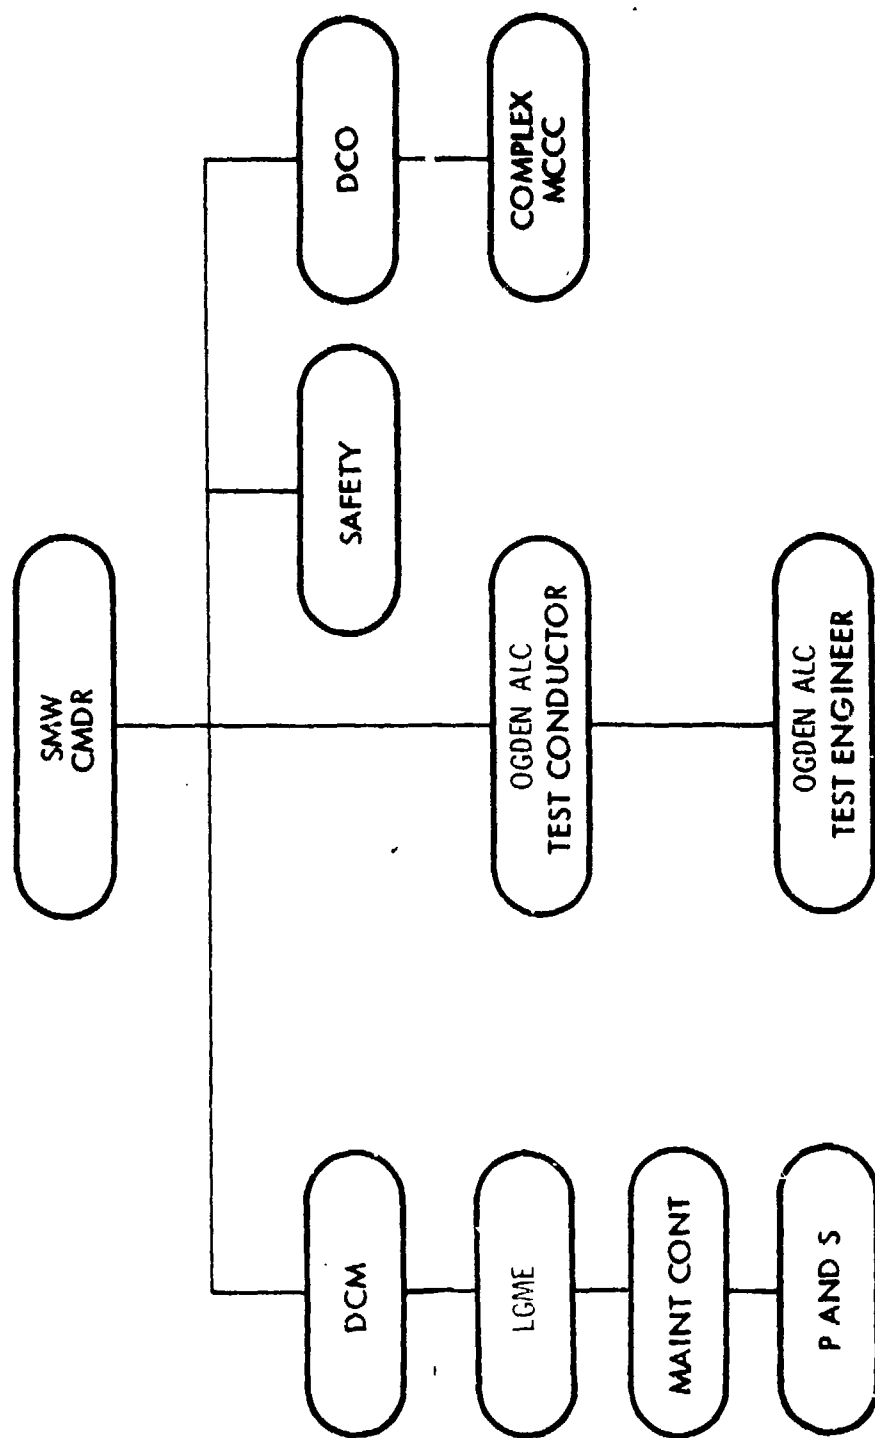 SMW
CMDR
DCM
SAFETY
DCO
LGME
OGDEN ALC
TEST CONDUCTOR
COMPLEX
MCCC
MAINT CONT
P AND S
OGDEN ALC
TEST ENGINEER